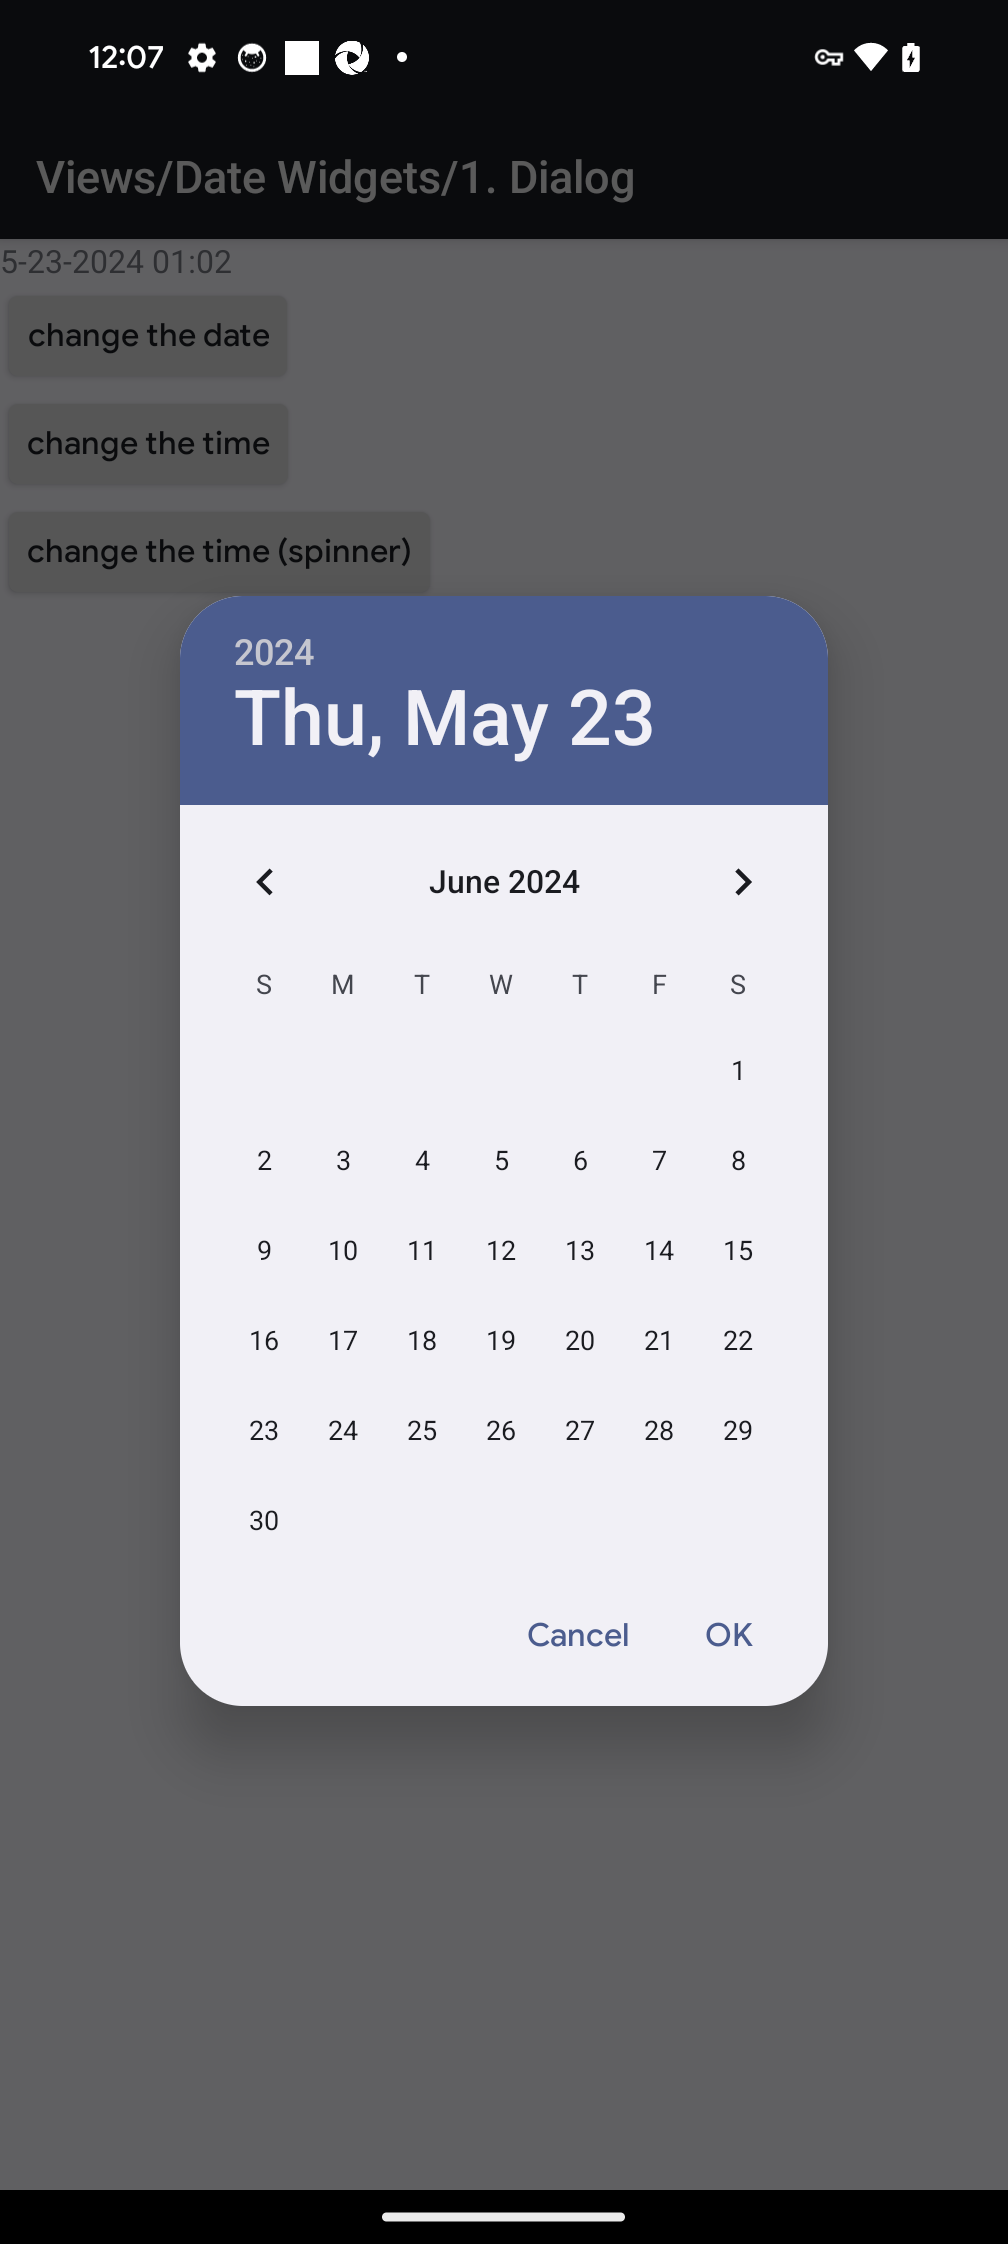 12:07
Views/Date Widgets/1. Dialog
5-23-2024 01:02
change the date
change the time
change the time (spinner)
2024
Thu, May 23
June 2024
S M T W T F S
1
2 3 4 5 6 7 8
9 10 11 12 13 14 15
16 17 18 19 20 21 22
23 24 25 26 27 28 29
30
Cancel OK